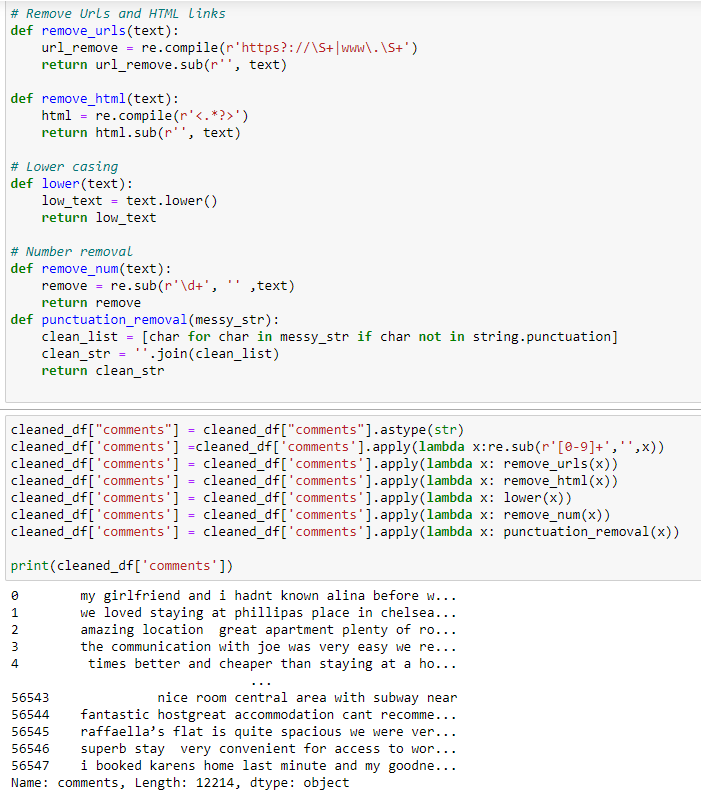 # Remove Urls and HTML links
def remove_urls(text):
    url_remove = re.compile(r'https?://\S+|www\.\S+')
    return url_remove.sub(r'', text)

def remove_html(text):
    html = re.compile(r'<.*?>')
    return html.sub(r'', text)

# Lower casing
def lower(text):
    low_text = text.lower()
    return low_text

# Number removal
def remove_num(text):
    remove = re.sub(r'\d+', '' ,text)
    return remove
def punctuation_removal(messy_str):
    clean_list = [char for char in messy_str if char not in string.punctuation]
    clean_str = ''.join(clean_list)
    return clean_str

cleaned_df["comments"] = cleaned_df["comments"].astype(str)
cleaned_df['comments'] =cleaned_df['comments'].apply(lambda x:re.sub(r'[0-9]+','',x))
cleaned_df['comments'] = cleaned_df['comments'].apply(lambda x: remove_urls(x))
cleaned_df['comments'] = cleaned_df['comments'].apply(lambda x: remove_html(x))
cleaned_df['comments'] = cleaned_df['comments'].apply(lambda x: lower(x))
cleaned_df['comments'] = cleaned_df['comments'].apply(lambda x: remove_num(x))
cleaned_df['comments'] = cleaned_df['comments'].apply(lambda x: punctuation_removal(x))

print(cleaned_df['comments'])

0        my girlfriend and i hadnt known alina before w...
1        we loved staying at phillipas place in chelsea...
2        amazing location  great apartment plenty of ro...
3        the communication with joe was very easy we re...
4         times better and cheaper than staying at a ho...
                               ...
56543              nice room central area with subway near
56544    fantastic hostgreat accommodation cant recomme...
56545    raffaella’s flat is quite spacious we were ver...
56546    superb stay  very convenient for access to wor...
56547    i booked karens home last minute and my goodne...
Name: comments, Length: 12214, dtype: object